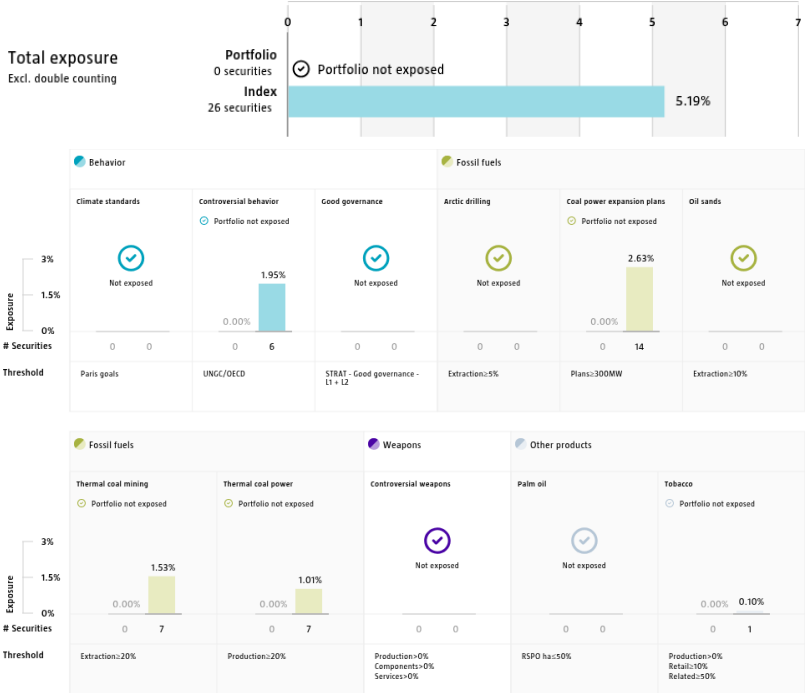 0 1 2 3 4 5 6 7
Total exposure
Excl. double counting
Portfolio
0 securities
Portfolio not exposed
Index
26 securities
5.19%
Behavior
Fossil fuels
Climate standards
Controversial behavior
Good governance
Arctic drilling
Coal power expansion plans
Oil sands
Portfolio not exposed
Portfolio not exposed
Not exposed
Not exposed
Not exposed
Not exposed
Exposure
3%
1.5%
0%
0.00%
1.95%
0.00%
2.63%
# Securities
0 0 0 6 0 0 0 0 0 14 0 0
Threshold
Paris goals
UNGC/OECD
STRAT - Good governance -
L1 + L2
Extraction≥5%
Plans≥300MW
Extraction≥10%
Fossil fuels
Weapons
Other products
Thermal coal mining
Thermal coal power
Controversial weapons
Palm oil
Tobacco
Portfolio not exposed
Portfolio not exposed
Portfolio not exposed
Not exposed
Not exposed
Exposure
3%
1.5%
0%
0.00%
1.53%
0.00%
1.01%
0.00%
0.10%
# Securities
0 7 0 7 0 0 0 0 0 1
Threshold
Extraction≥20%
Production≥20%
Production>0%
Components>0%
Services>0%
RSPO ha≤50%
Production>0%
Retail≥10%
Related≥50%